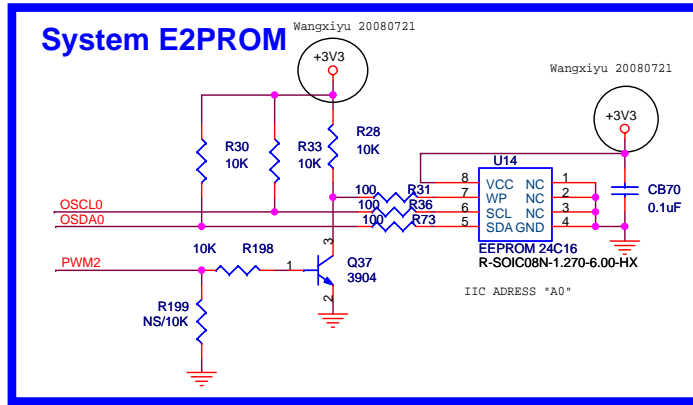 Wangxiyu 20080721
System E2PROM
+3V3
Wangxiyu 20080721
+3V3
R30
10K
R33
10K
R28
10K
U14
CB70
0.1uF
OSCL0
OSDA0
100
R31
100
R36
100
R73
8
7
6
5
VCC NC
WP NC
SCL NC
SDA GND
1
2
3
4
EEPROM 24C16
R-SOIC08N-1.270-6.00-HX
IIC ADRESS "A0"
PWM2
10K
R198
1
3
2
Q37
3904
R199
NS/10K